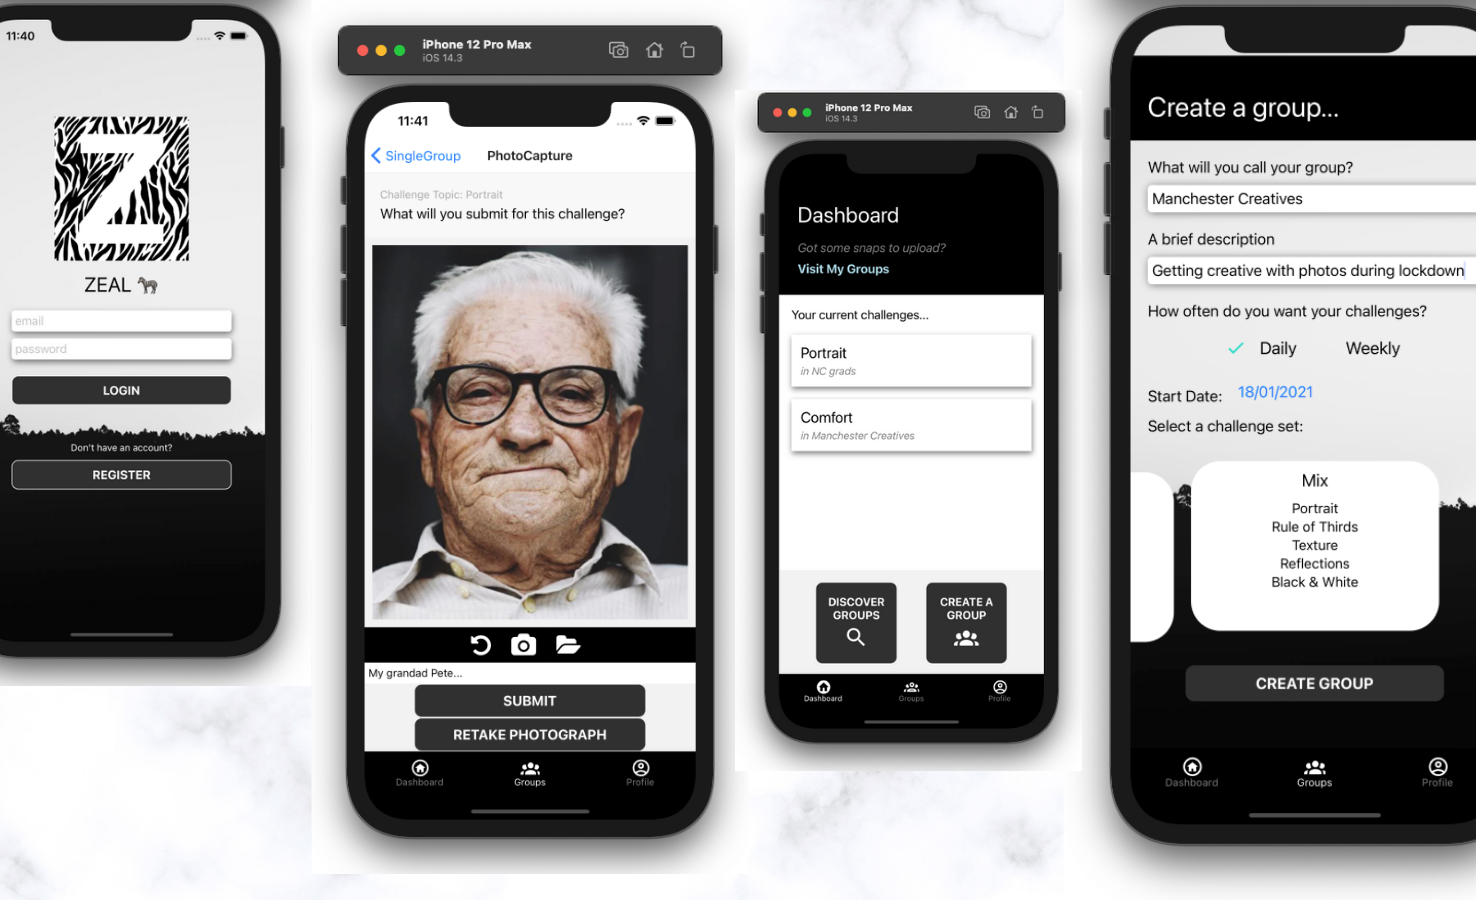 11:40
Z
ZEAL
email
password
LOGIN
Don't have an account?
REGISTER
iPhone 12 Pro Max
iOS 14.3
11:41
SingleGroup
PhotoCapture
Challenge Topic: Portrait
What will you submit for this challenge?
My grandad Pete...
SUBMIT
RETAKE PHOTOGRAPH
Dashboard
Groups
Profile
iPhone 12 Pro Max
iOS 14.3
Dashboard
Got some snaps to upload?
Visit My Groups
Your current challenges...
Portrait
in NC grads
Comfort
in Manchester Creatives
DISCOVER
GROUPS
CREATE A
GROUP
Dashboard
Groups
Profile
Create a group...
What will you call your group?
Manchester Creatives
A brief description
Getting creative with photos during lockdown
How often do you want your challenges?
Daily
Weekly
Start Date: 18/01/2021
Select a challenge set:
Mix
Portrait
Rule of Thirds
Texture
Reflections
Black & White
CREATE GROUP
Dashboard
Groups
Profile